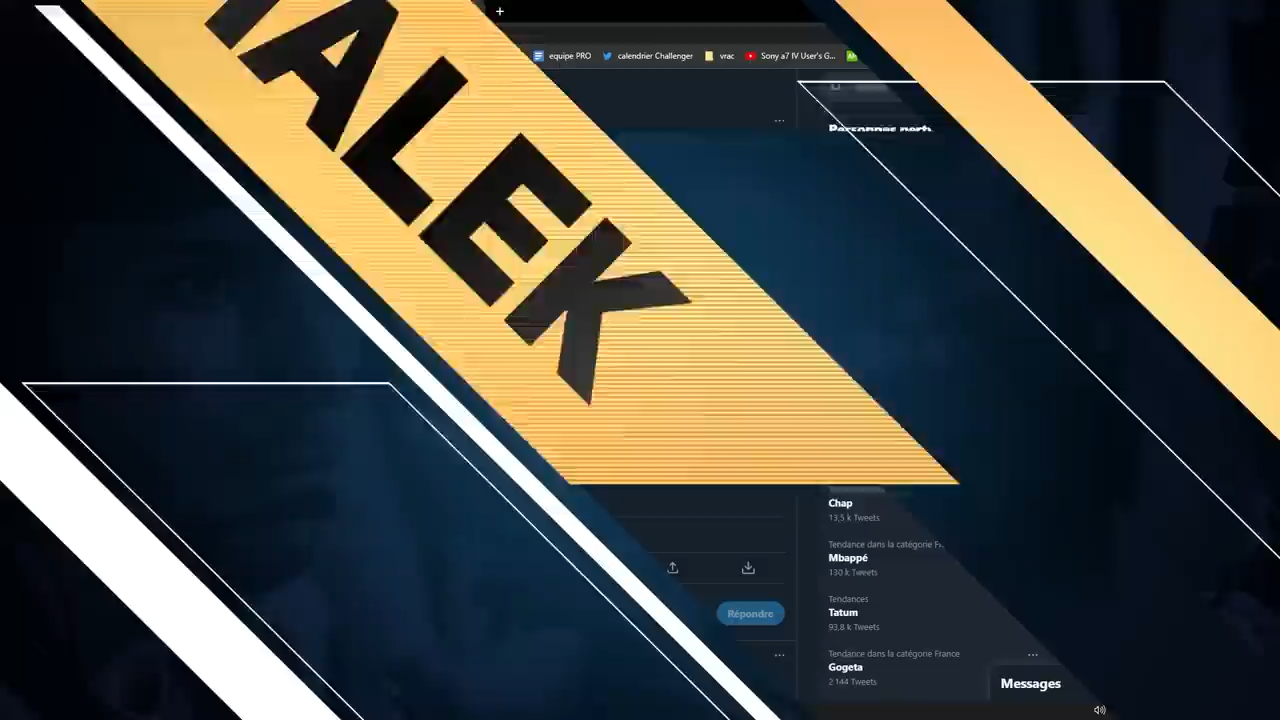 ALEK
+
equipe PRO
calendrier Challenger
vrac
Sony a7 IV User's G...
Chap
13,5 k Tweets
Tendance dans la catégorie
Mbappé
130 k Tweets
Tendances
Tatum
93,8 k Tweets
Répondre
Tendance dans la catégorie France
Gogeta
2 144 Tweets
Messages